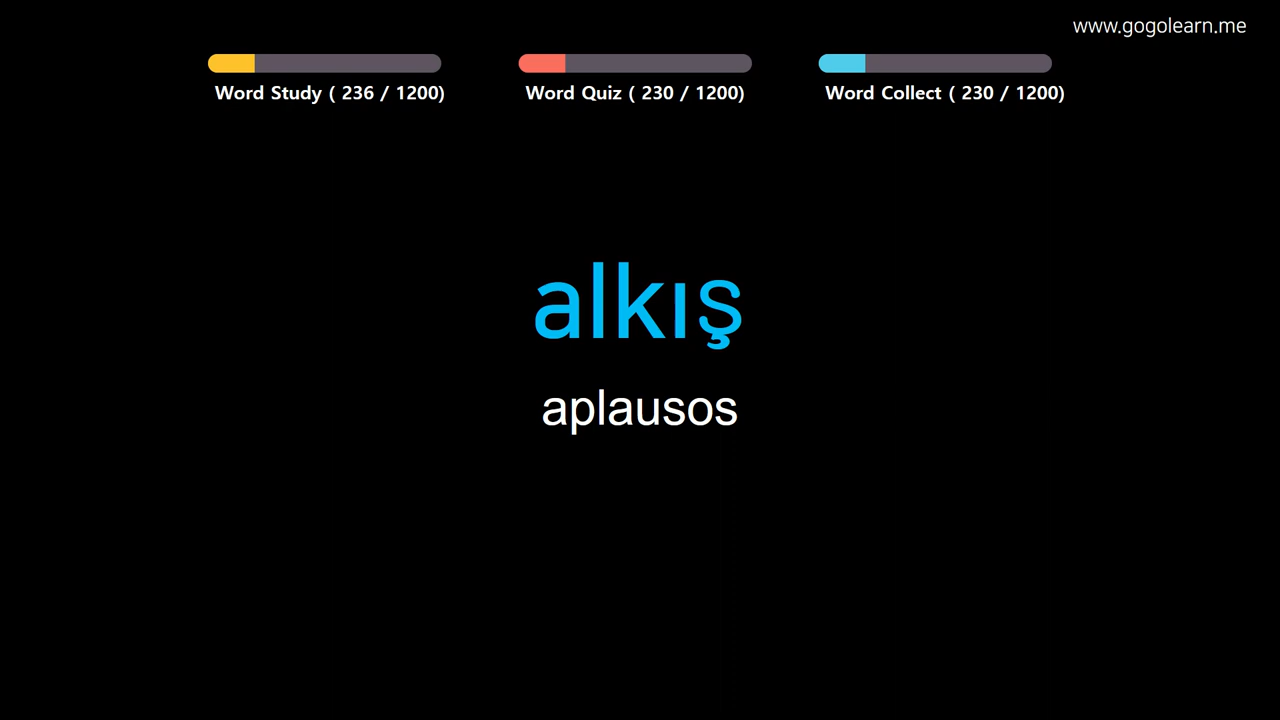 www.gogolearn.me
Word Study ( 236 / 1200)
Word Quiz ( 230 / 1200)
Word Collect ( 230 / 1200)
alkış
aplausos